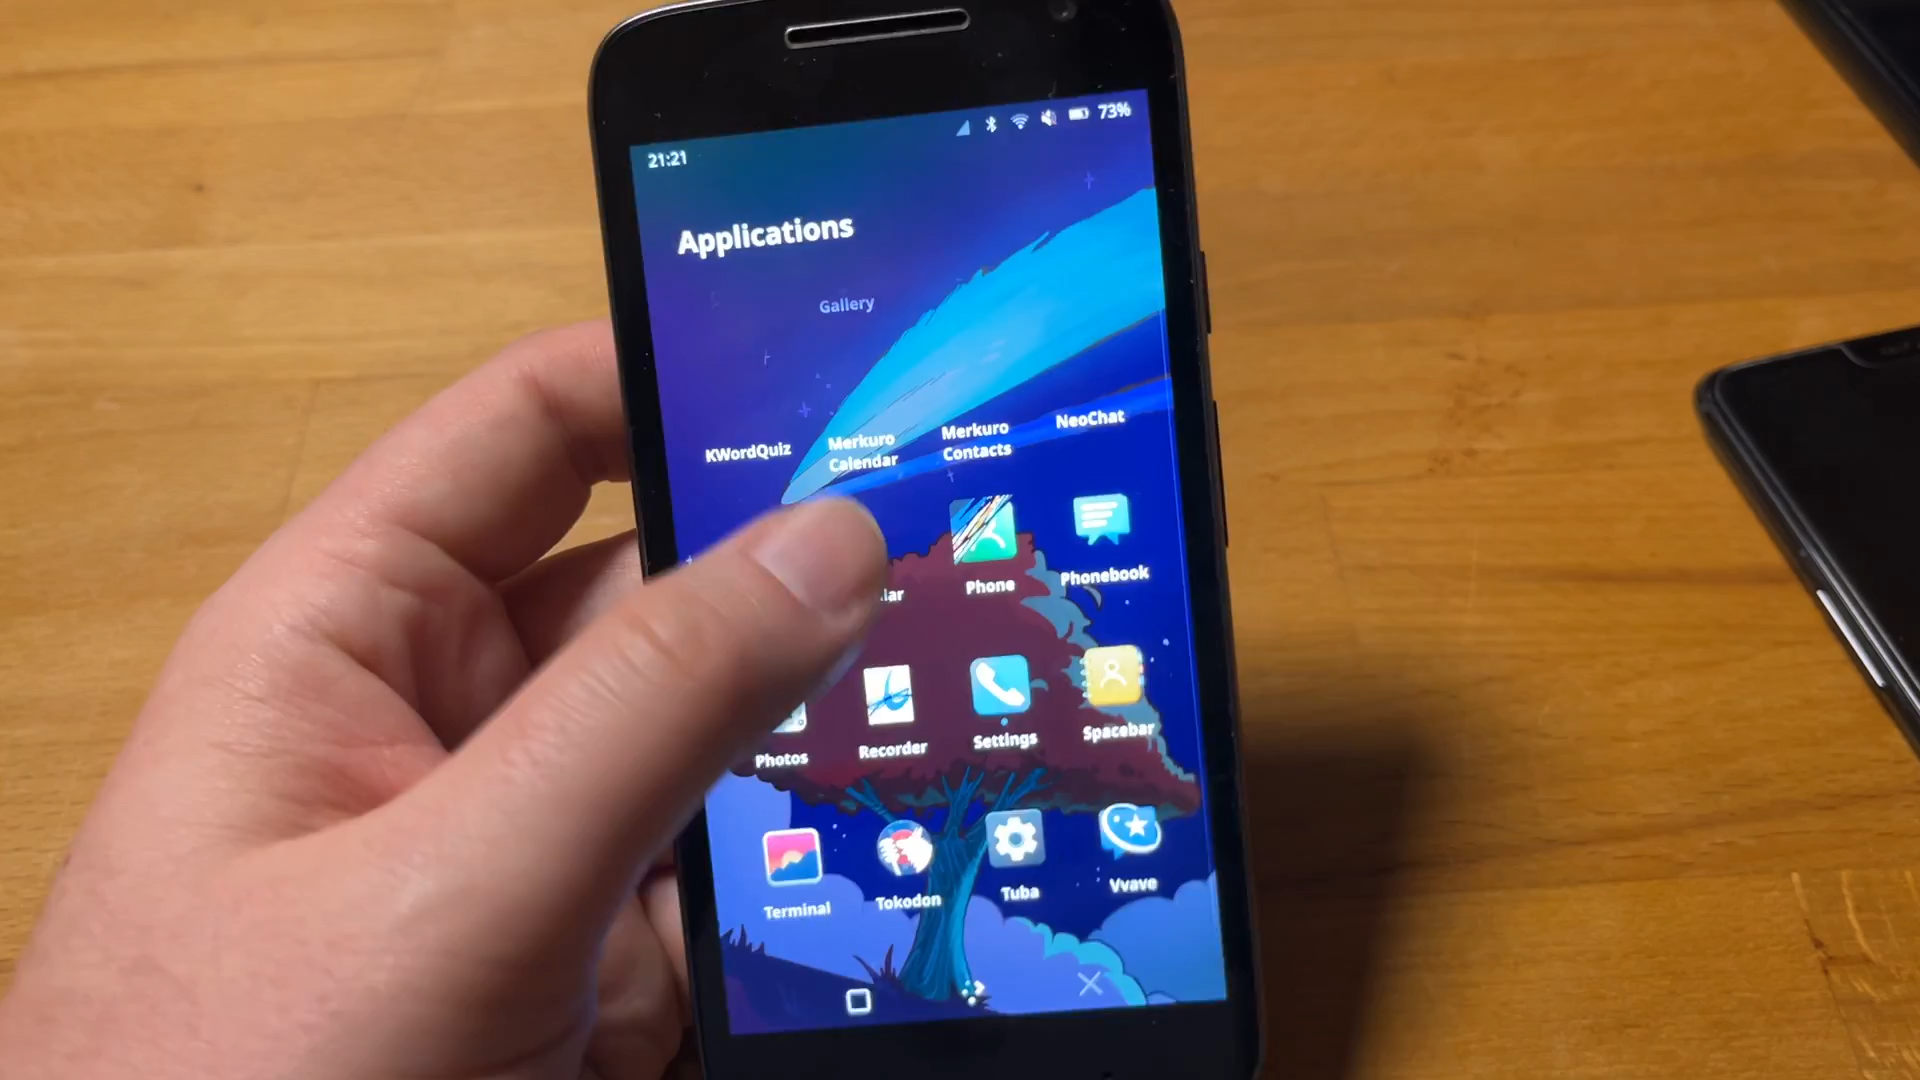 21:21
73%
Applications
Gallery
KWordQuiz
Merkuro
Calendar
Merkuro
Contacts
NeoChat
Phone
Phonebook
Photos
Recorder
Settings
Spacebar
Terminal
Tokodon
Tuba
Vvave